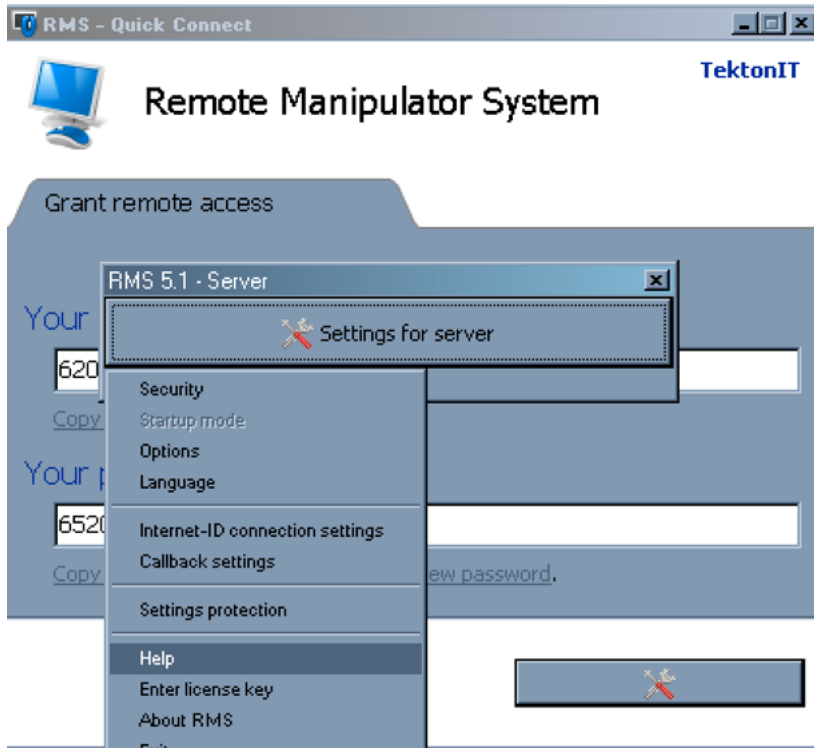 RMS - Quick Connect
TektonIT
Remote Manipulator System
Grant remote access
RMS 5.1 - Server
Your
Settings for server
620
Security
Copy
Startup mode
Options
Your
Language
652
Internet-ID connection settings
Callback settings
Copy
ew password.
Settings protection
Help
Enter license key
About RMS